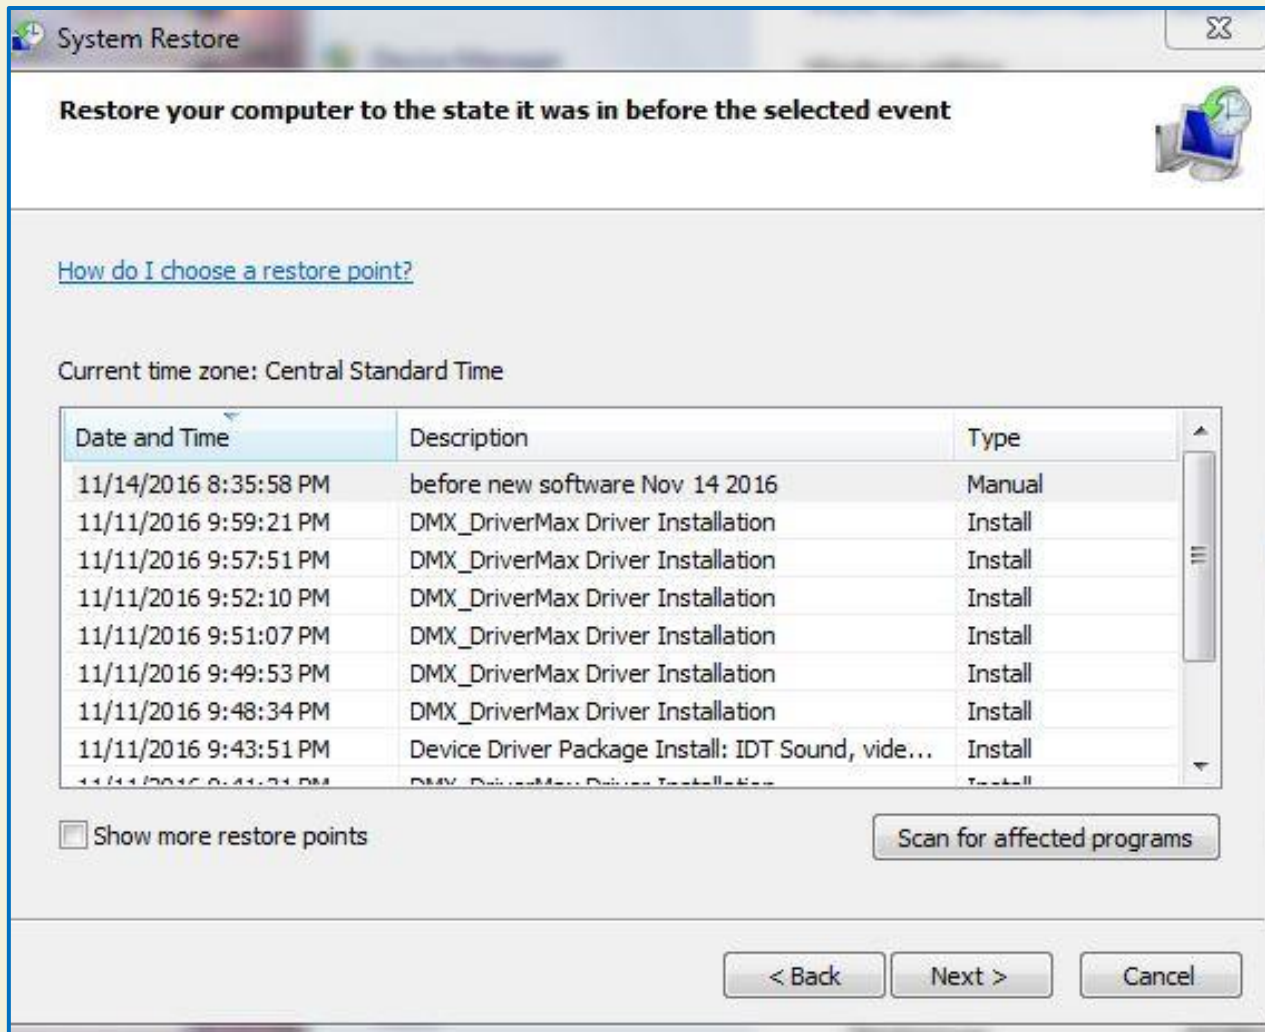 System Restore
Restore your computer to the state it was in before the selected event
How do I choose a restore point?
Current time zone: Central Standard Time
Date and Time Description Type
11/14/2016 8:35:58 PM before new software Nov 14 2016 Manual
11/11/2016 9:59:21 PM DMX_DriverMax Driver Installation Install
11/11/2016 9:57:51 PM DMX_DriverMax Driver Installation Install
11/11/2016 9:52:10 PM DMX_DriverMax Driver Installation Install
11/11/2016 9:51:07 PM DMX_DriverMax Driver Installation Install
11/11/2016 9:49:53 PM DMX_DriverMax Driver Installation Install
11/11/2016 9:48:34 PM DMX_DriverMax Driver Installation Install
11/11/2016 9:43:51 PM Device Driver Package Install: IDT Sound, vide... Install
Show more restore points Scan for affected programs
< Back Next > Cancel